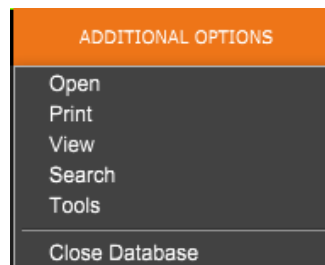 ADDITIONAL OPTIONS
Open
Print
View
Search
Tools
Close Database